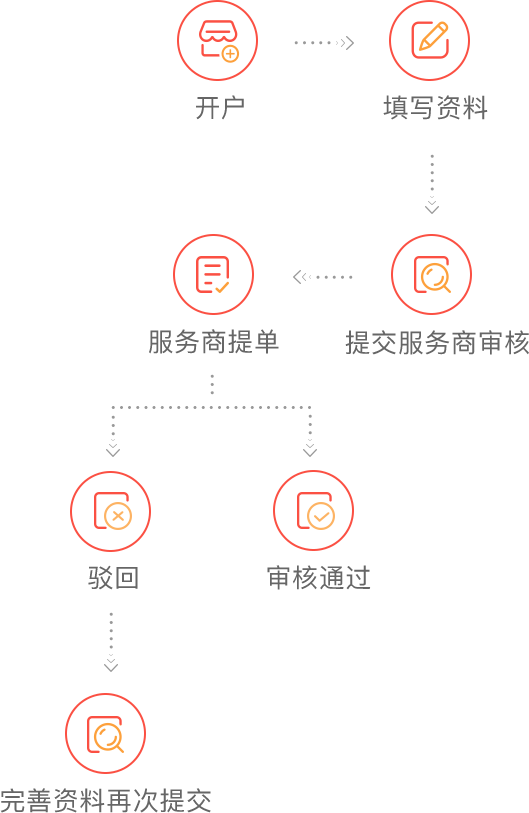 开户
填写资料
服务商提单
提交服务商审核
驳回
审核通过
完善资料再次提交